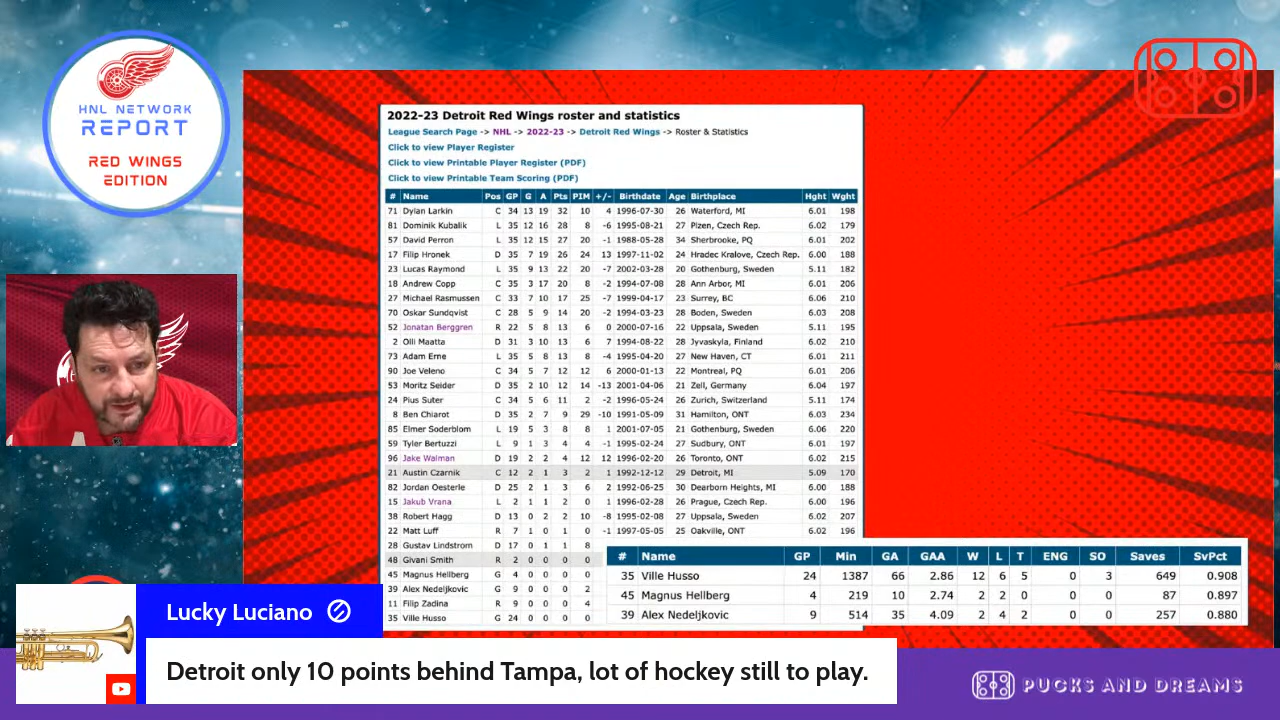 HNL NETWORK
REPORT
RED WINGS
EDITION
2022-23 Detroit Red Wings roster and statistics
League Search Page -> NHL -> 2022-23 -> Detroit Red Wings -> Roster & Statistics
Click to view Player Register
Click to view Printable Player Register (PDF)
Click to view Printable Team Scoring (PDF)
# Name Pos GP G A Pts PIM +/- Birthdate Age Birthplace Hght Wght
71 Dylan Larkin C 34 13 19 32 10 4 1996-07-30 26 Waterford, MI 6.01 198
81 Dominik Kubalik L 35 12 16 28 8 -6 1995-08-21 27 Plzen, Czech Rep. 6.02 179
57 David Perron L 35 12 15 27 20 -1 1988-05-28 34 Sherbrooke, PQ 6.01 202
17 Filip Hronek D 35 7 19 26 24 13 1997-11-02 24 Hradec Kralove, Czech Rep. 6.00 188
23 Lucas Raymond L 35 9 13 22 20 -7 2002-03-28 20 Gothenburg, Sweden 5.11 182
18 Andrew Copp C 35 3 17 20 8 -2 1994-07-08 28 Ann Arbor, MI 6.01 206
27 Michael Rasmussen C 33 7 10 17 25 -7 1999-04-17 23 Surrey, BC 6.06 210
70 Oskar Sundqvist C 28 5 9 14 20 -2 1994-03-23 28 Boden, Sweden 6.03 208
52 Jonatan Berggren R 22 5 8 13 6 0 2000-07-16 22 Uppsala, Sweden 5.11 195
2 Olli Maatta D 31 3 10 13 6 7 1994-08-22 28 Jyvaskyla, Finland 6.02 210
73 Adam Erne L 35 5 8 13 8 -4 1995-04-20 27 New Haven, CT 6.01 211
90 Joe Veleno C 34 5 7 12 12 6 2000-01-13 22 Montreal, PQ 6.01 206
53 Moritz Seider D 35 2 10 12 14 -13 2001-04-06 21 Zell, Germany 6.04 197
24 Pius Suter C 34 5 6 11 2 -2 1996-05-24 26 Zurich, Switzerland 5.11 174
8 Ben Chiarot D 35 2 7 9 29 -10 1991-05-09 31 Hamilton, ONT 6.03 234
85 Elmer Soderblom L 19 5 3 8 8 1 2001-07-05 21 Gothenburg, Sweden 6.06 220
59 Tyler Bertuzzi L 9 1 3 4 4 -1 1995-02-24 27 Sudbury, ONT 6.01 197
96 Jake Walman D 19 2 2 4 12 12 1996-02-20 26 Toronto, ONT 6.02 215
21 Austin Czarnik C 12 2 1 3 2 1 1992-12-12 29 Detroit, MI 5.09 170
82 Jordan Oesterle D 25 2 1 3 6 2 1992-06-25 30 Dearborn Heights, MI 6.00 188
15 Jakub Vrana L 2 1 1 2 0 1 1996-02-28 26 Prague, Czech Rep. 6.00 196
38 Robert Hagg D 13 0 2 2 10 -8 1995-02-08 27 Uppsala, Sweden 6.02 207
22 Matt Luff R 7 1 0 1 0 -1 1997-05-05 25 Oakville, ONT 6.02 196
28 Gustav Lindstrom D 17 0 1 1 8
48 Givani Smith R 2 0 0 0 0
45 Magnus Hellberg G 4 0 0 0 0
39 Alex Nedeljkovic G 9 0 0 0 2
11 Filip Zadina R 9 0 0 0 4
35 Ville Husso G 24 0 0 0 0
# Name GP Min GA GAA W L T ENG SO Saves SvPct
35 Ville Husso 24 1387 66 2.86 12 6 5 0 3 649 0.908
45 Magnus Hellberg 4 219 10 2.74 2 2 0 0 0 87 0.897
39 Alex Nedeljkovic 9 514 35 4.09 2 4 2 0 0 257 0.880
Lucky Luciano
Detroit only 10 points behind Tampa, lot of hockey still to play.
PUCKS AND DREAMS